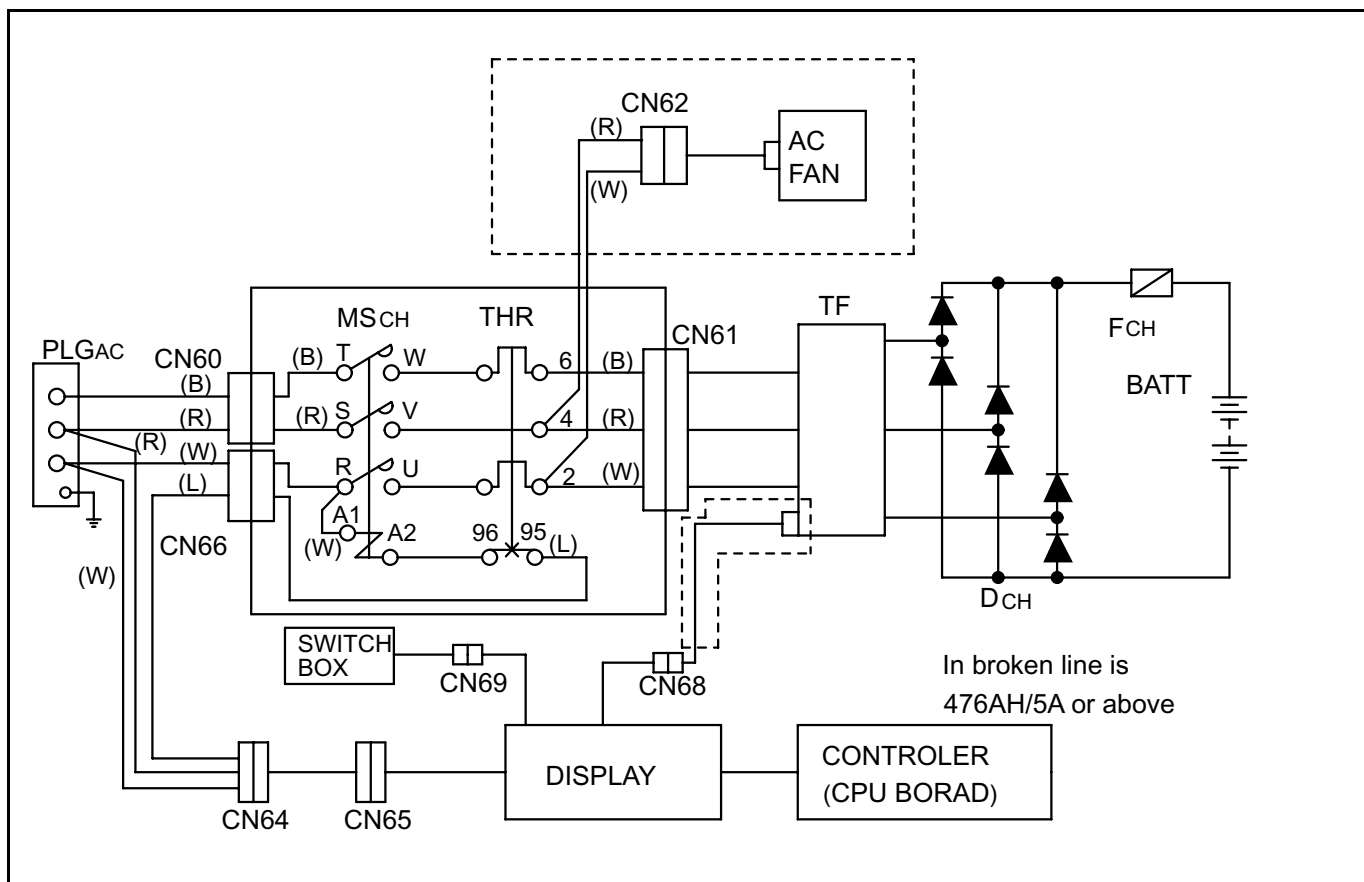 CN62
(R)
AC
FAN
(W)
MSCH
THR
TF
CN61
FCH
PLGAC
CN60
(B)
T
W
6
(B)
(B)
BATT
(R)
(R)
S
V
4
(R)
(R)
(W)
R
U
2
(W)
(L)
A1
A2
96
95
(L)
(W)
CN66
(W)
DCH
SWITCH
BOX
CN69
CN68
In broken line is
476AH/5A or above
DISPLAY
CONTROLER
(CPU BORAD)
CN64
CN65